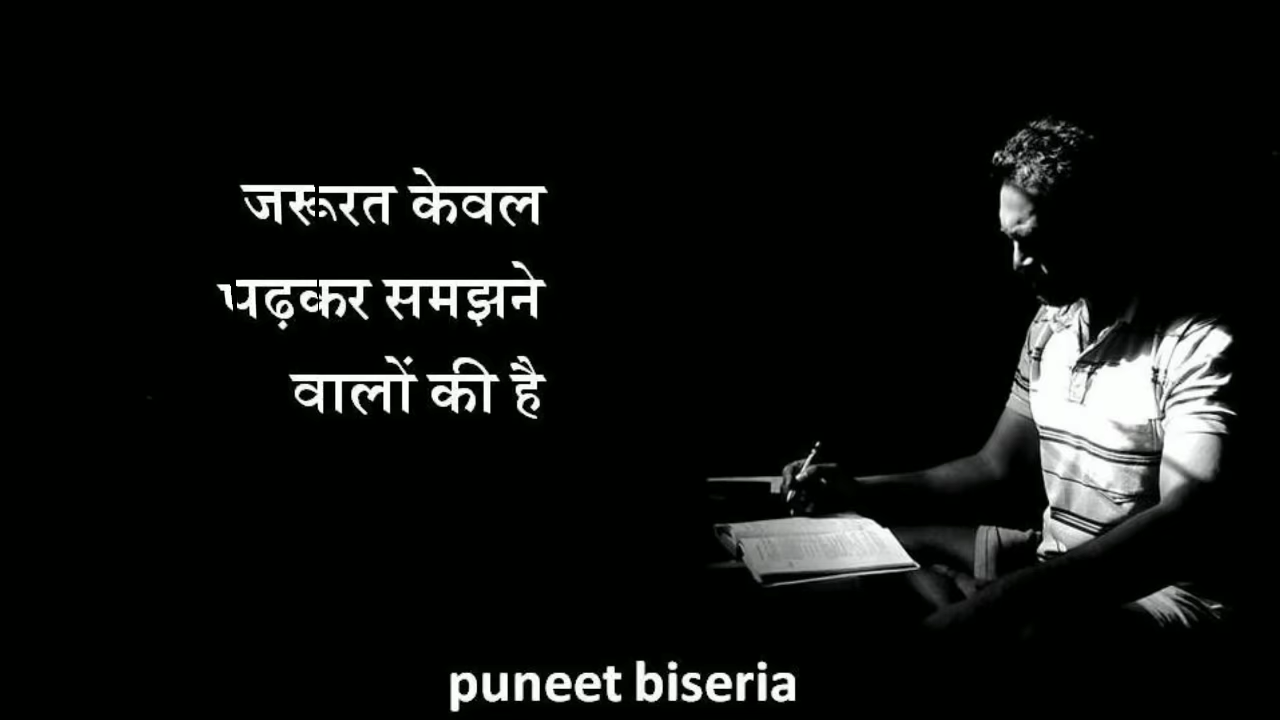 जरूरत केवल
पढ़कर समझने
वालों की है
puneet biseria